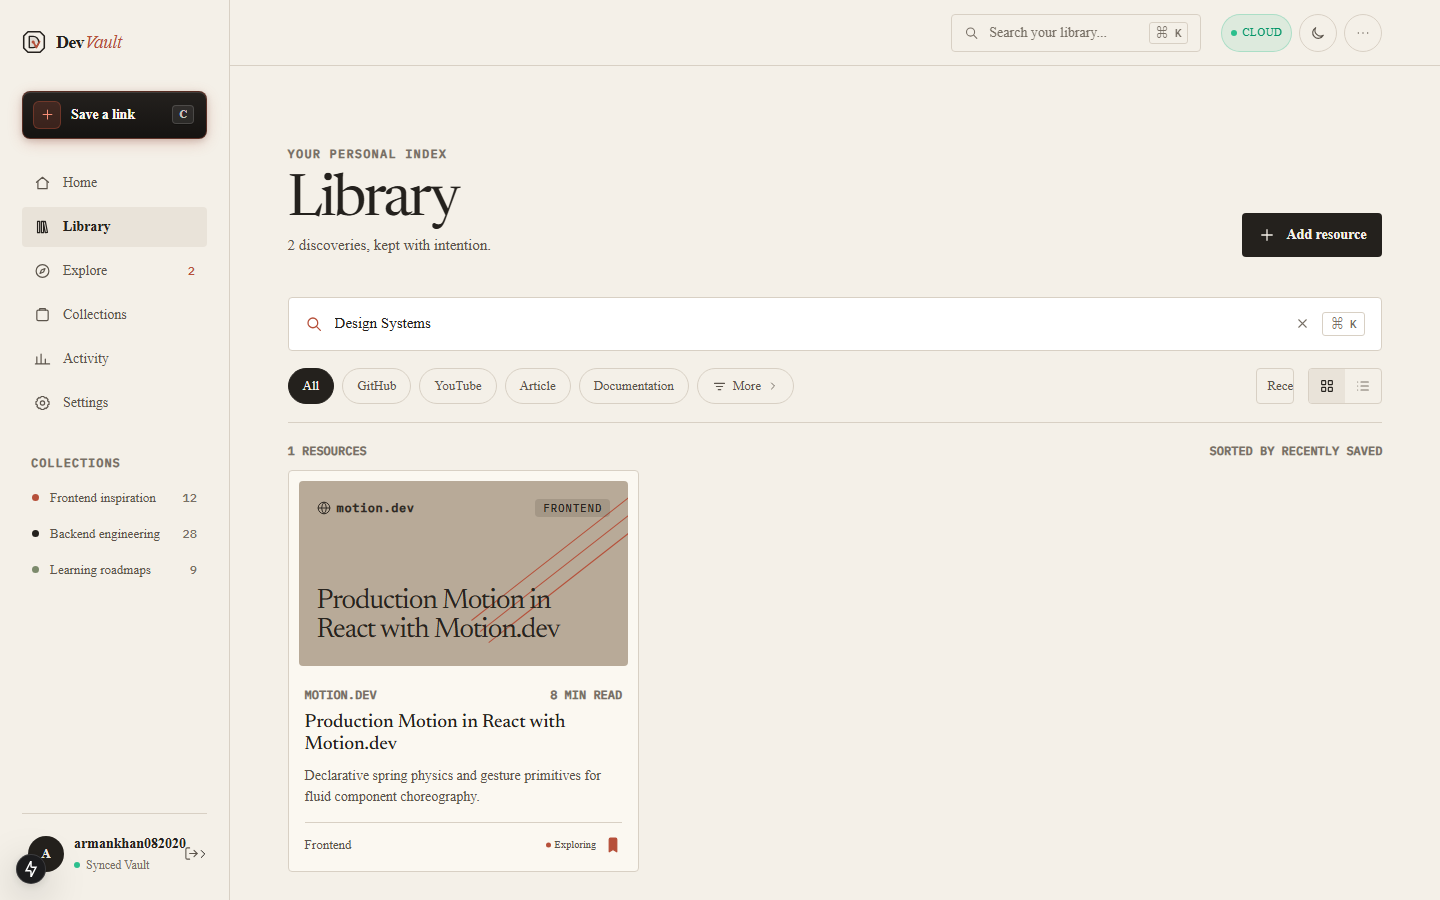 DevVault
Save a link
C
Home
Library
Explore
2
Collections
Activity
Settings
COLLECTIONS
Frontend inspiration
12
Backend engineering
28
Learning roadmaps
9
A
armankhan082020
Synced Vault
Search your library...
⌘ K
CLOUD
YOUR PERSONAL INDEX
Library
2 discoveries, kept with intention.
Add resource
Design Systems
⌘ K
All
GitHub
YouTube
Article
Documentation
More
Rece
1 RESOURCES
SORTED BY RECENTLY SAVED
motion.dev
FRONTEND
Production Motion in
React with Motion.dev
MOTION.DEV
8 MIN READ
Production Motion in React with
Motion.dev
Declarative spring physics and gesture primitives for
fluid component choreography.
Frontend
Exploring